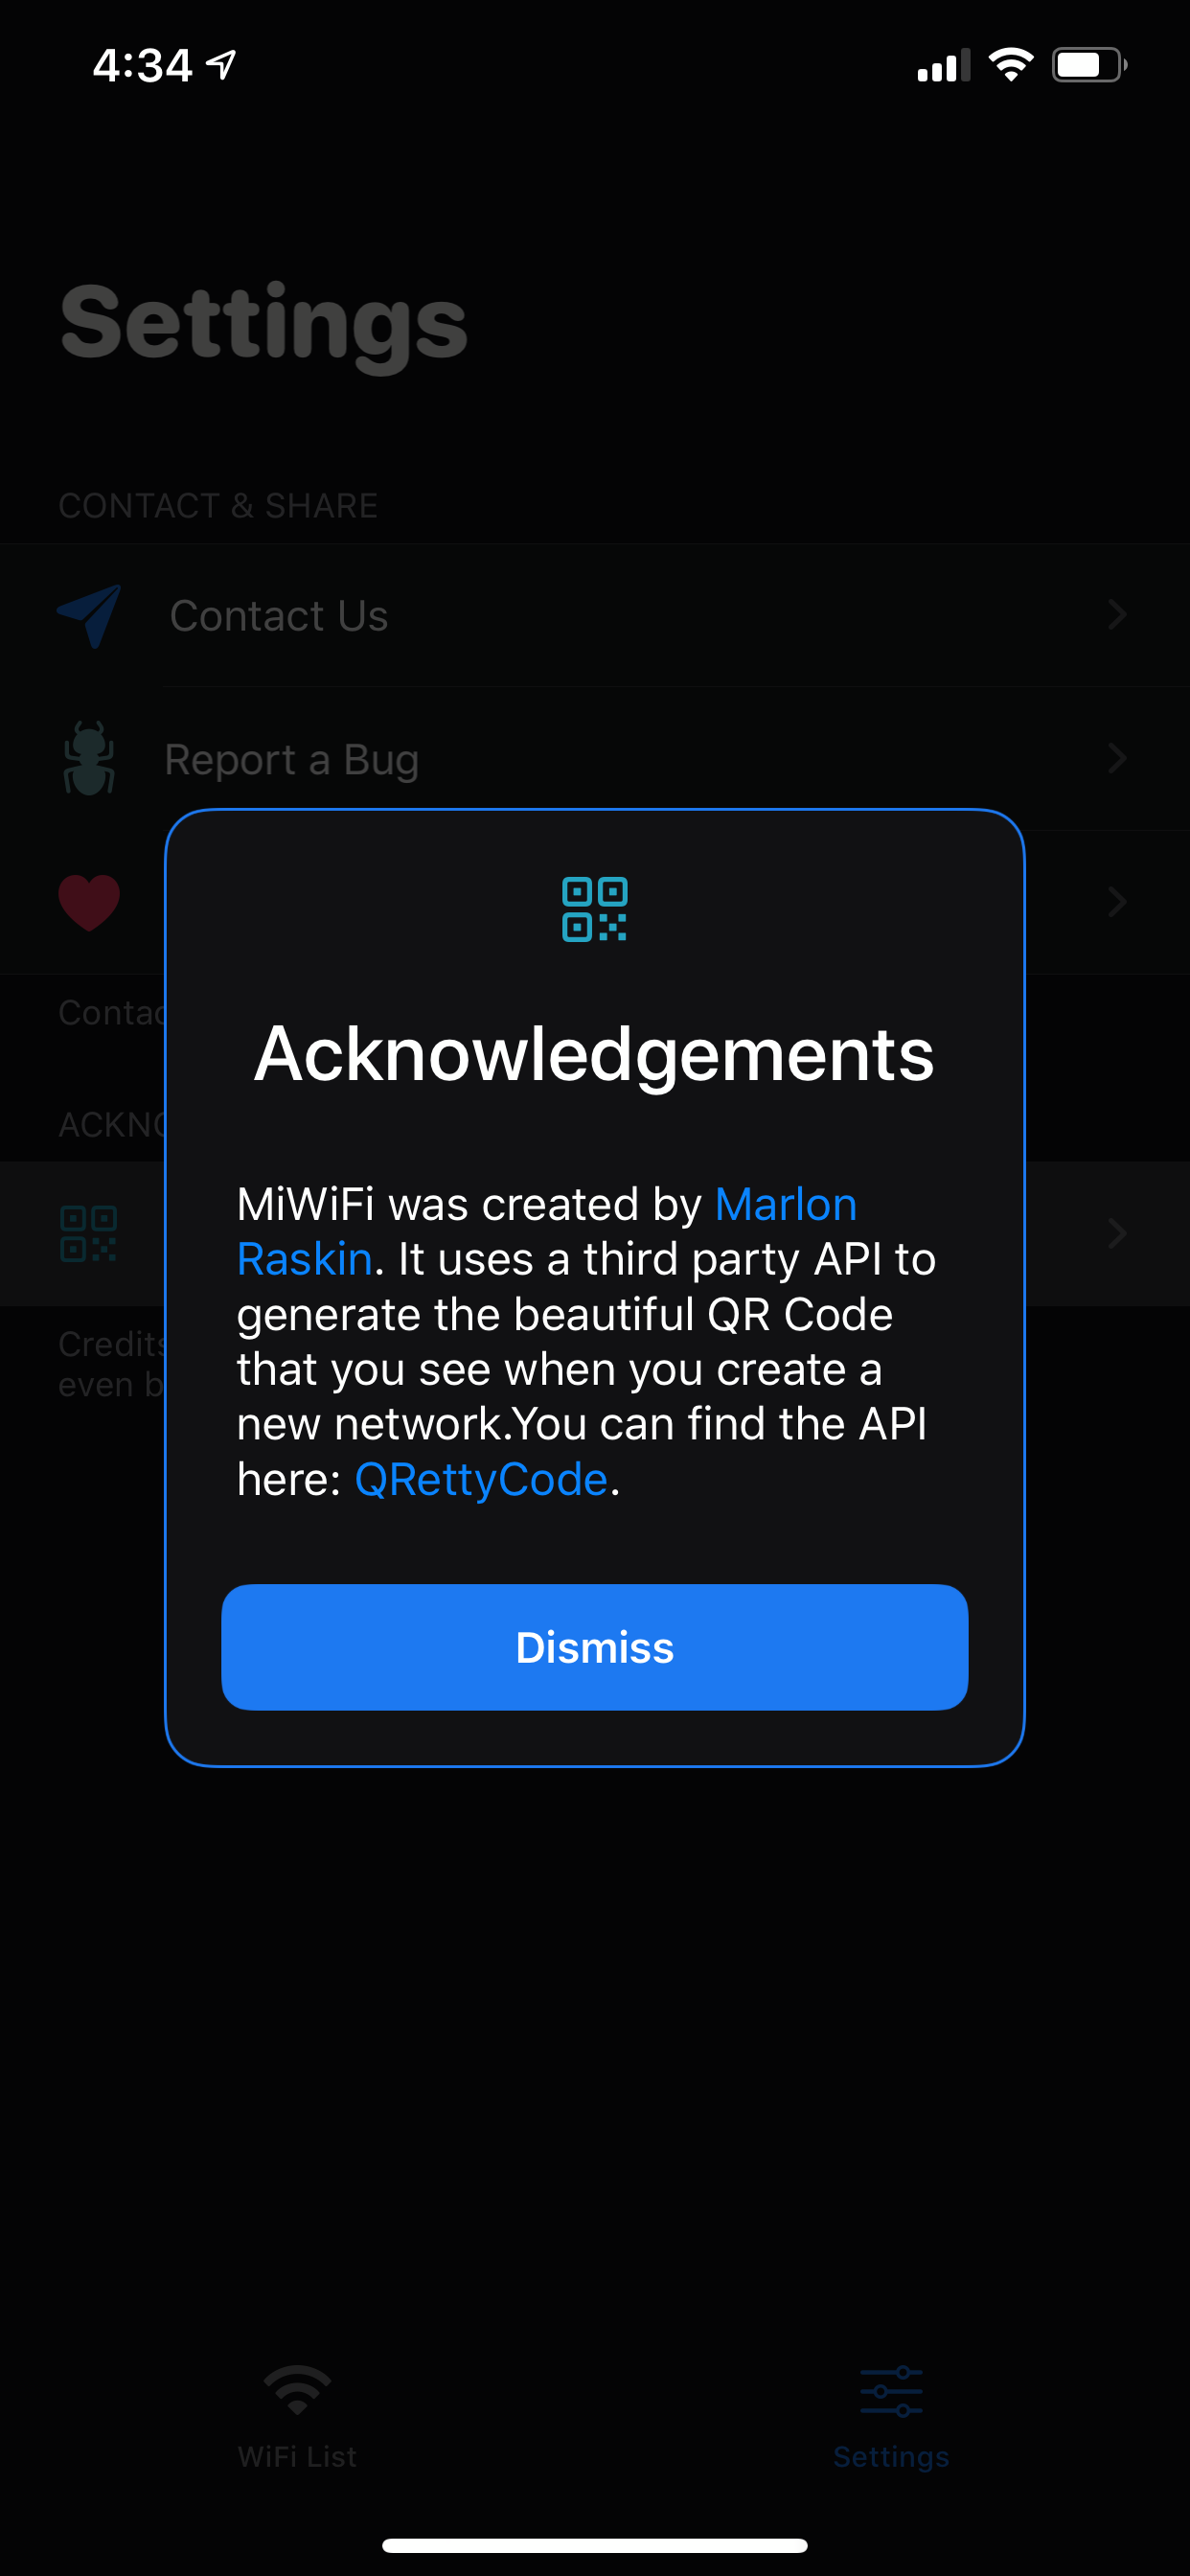 4:34
Settings
CONTACT & SHARE
Contact Us
Report a Bug
Acknowledgements
MiWiFi was created by Marlon
Raskin. It uses a third party API to
generate the beautiful QR Code
that you see when you create a
new network.You can find the API
here: QRettyCode.
Dismiss
Credits
even
WiFi List
Settings